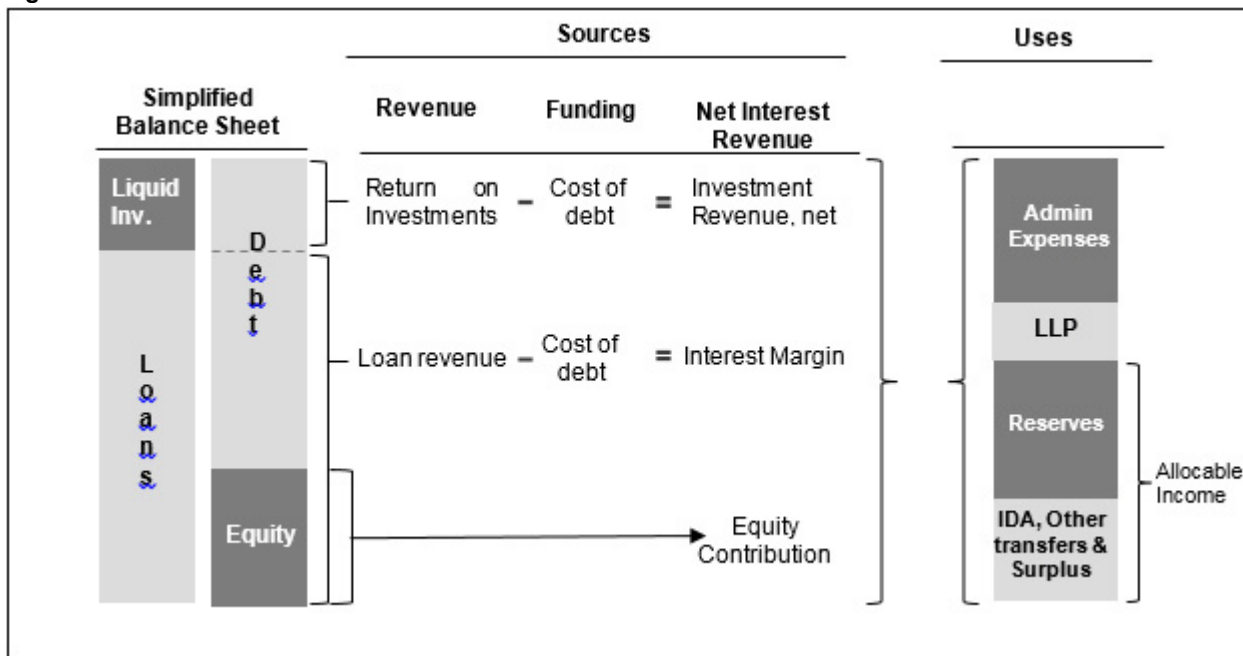 Sources
Uses
Simplified
Balance Sheet
Revenue
Funding
Net Interest
Revenue
Liquid
Inv.
Debt
Return on
Investments
–
Cost of
debt
=
Investment
Revenue, net
Admin
Expenses
Loans
Loan revenue
–
Cost of
debt
=
Interest Margin
LLP
Reserves
Allocable
Income
Equity
Equity
Contribution
IDA, Other
transfers &
Surplus